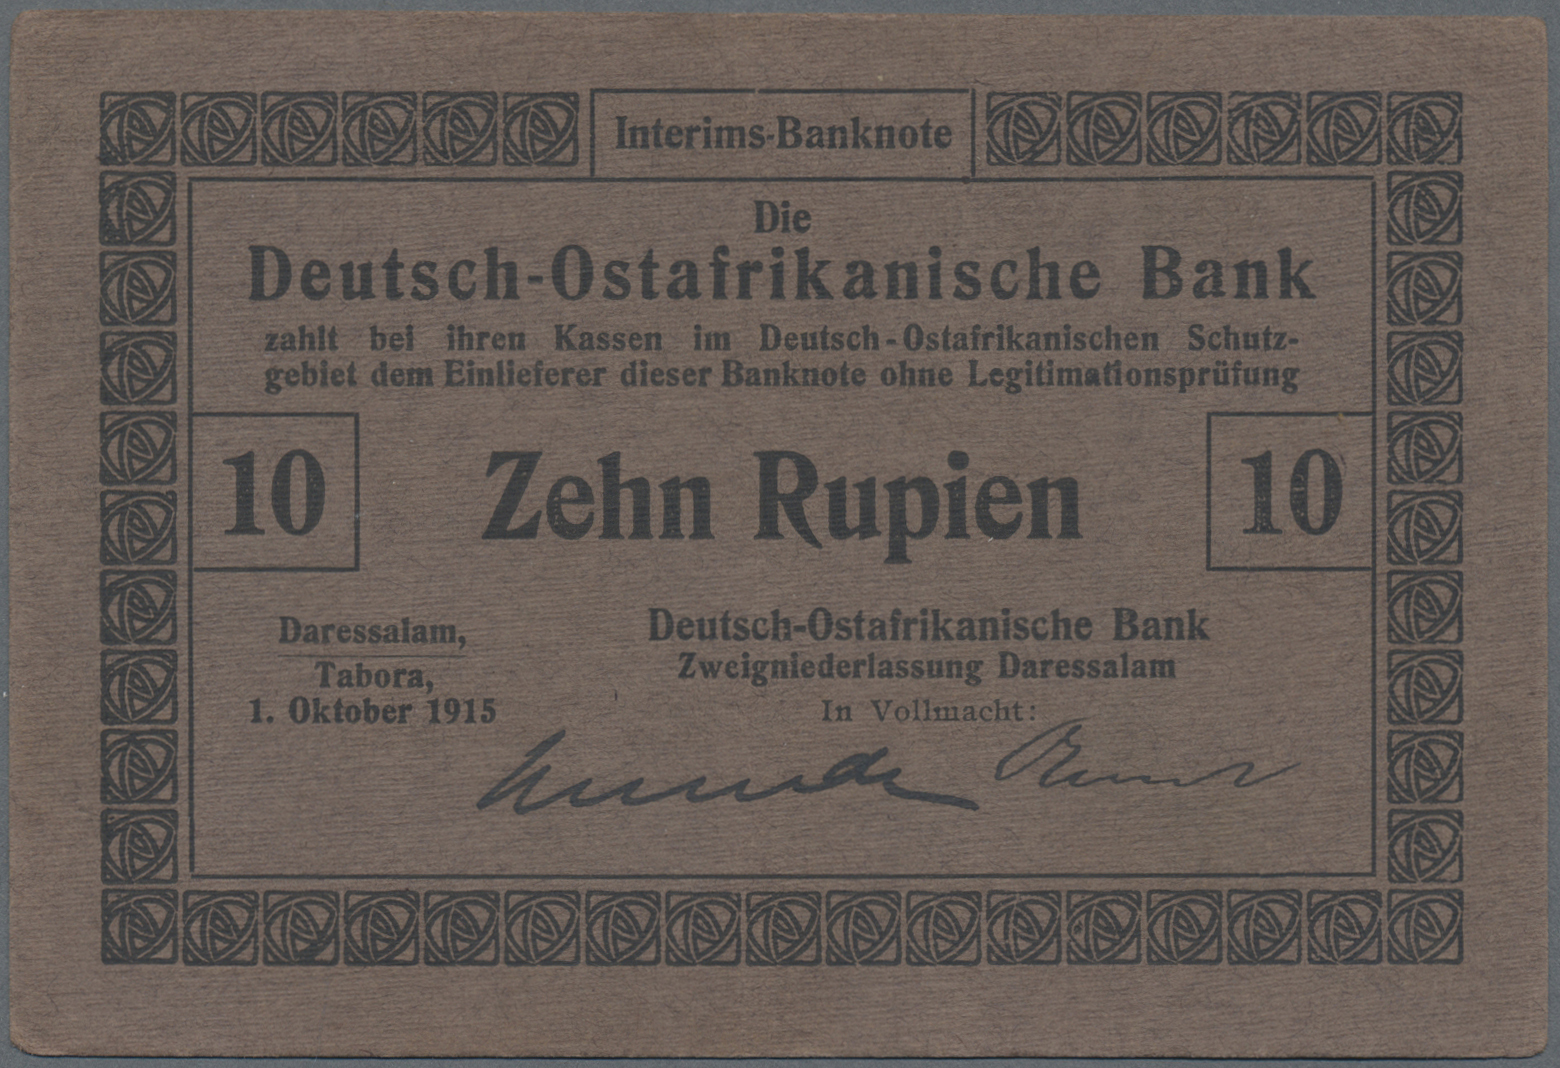 Interims-Banknote
Die
Deutsch-Ostafrikanische Bank
zahlt bei ihren Kassen im Deutsch-Ostafrikanischen Schutz-
gebiet dem Einlieferer dieser Banknote ohne Legitimationsprüfung
10 Zehn Rupien 10
Daressalam,
Tabora,
1. Oktober 1915
Deutsch-Ostafrikanische Bank
Zweigniederlassung Daressalam
In Vollmacht: